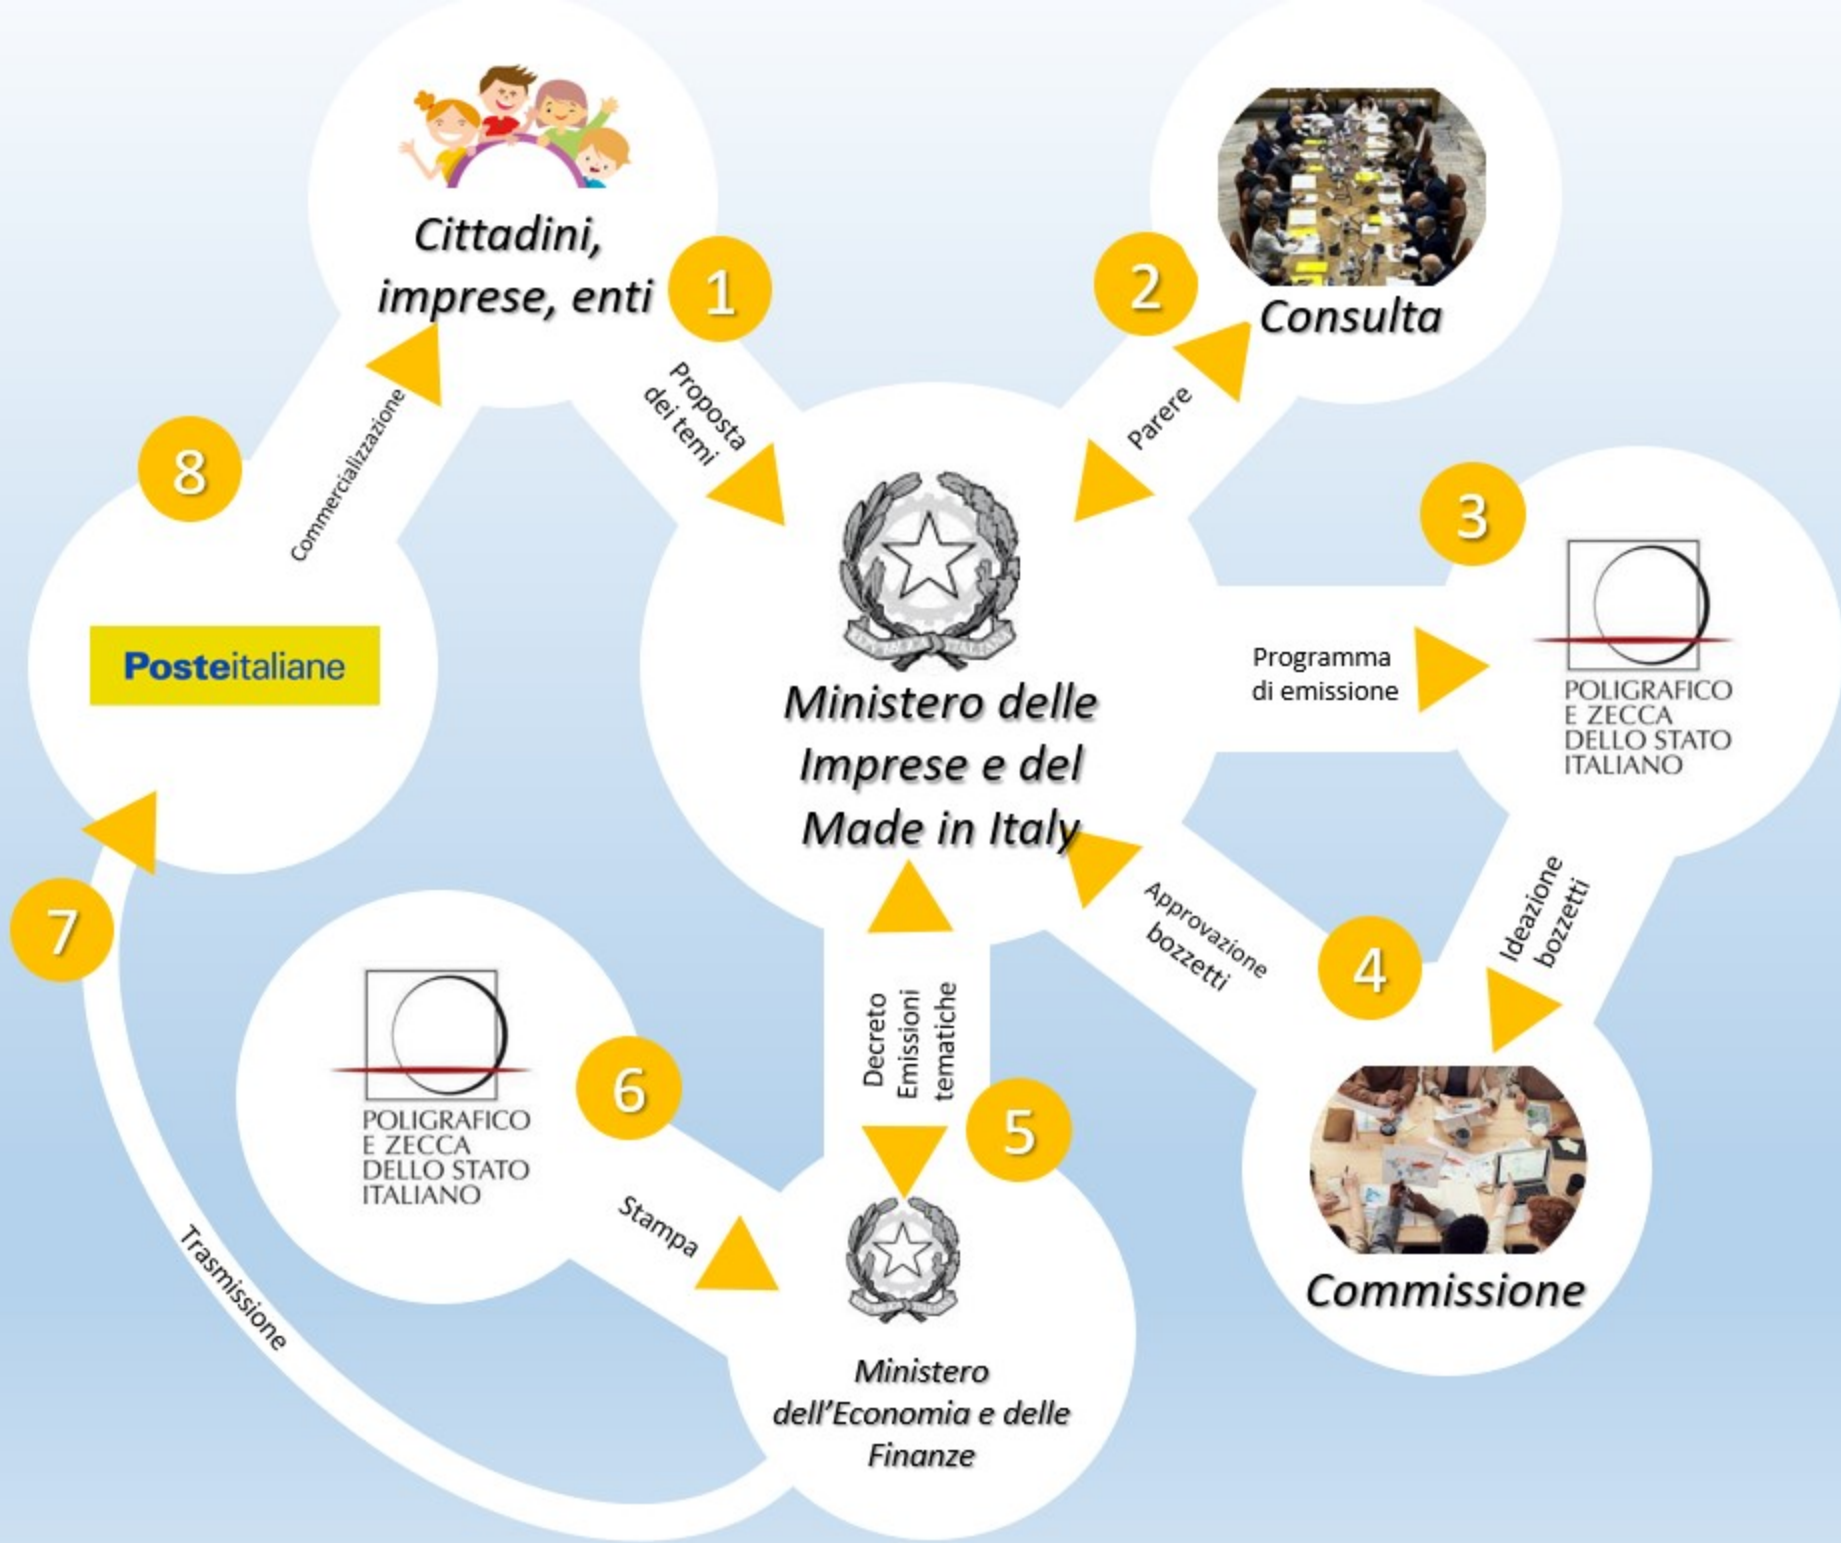 Cittadini,
imprese, enti
1
Proposta
dei temi
2
Consulta
Parere
Ministero delle
Imprese e del
Made in Italy
3
Programma
di emissione
POLIGRAFICO
E ZECCA
DELLO STATO
ITALIANO
Ideazione
bozzetti
4
Approvazione
bozzetti
Commissione
5
Decreto
Emissioni
tematiche
Ministero
dell'Economia e delle
Finanze
6
POLIGRAFICO
E ZECCA
DELLO STATO
ITALIANO
Stampa
7
Trasmissione
8
Posteitaliane
Commercializzazione